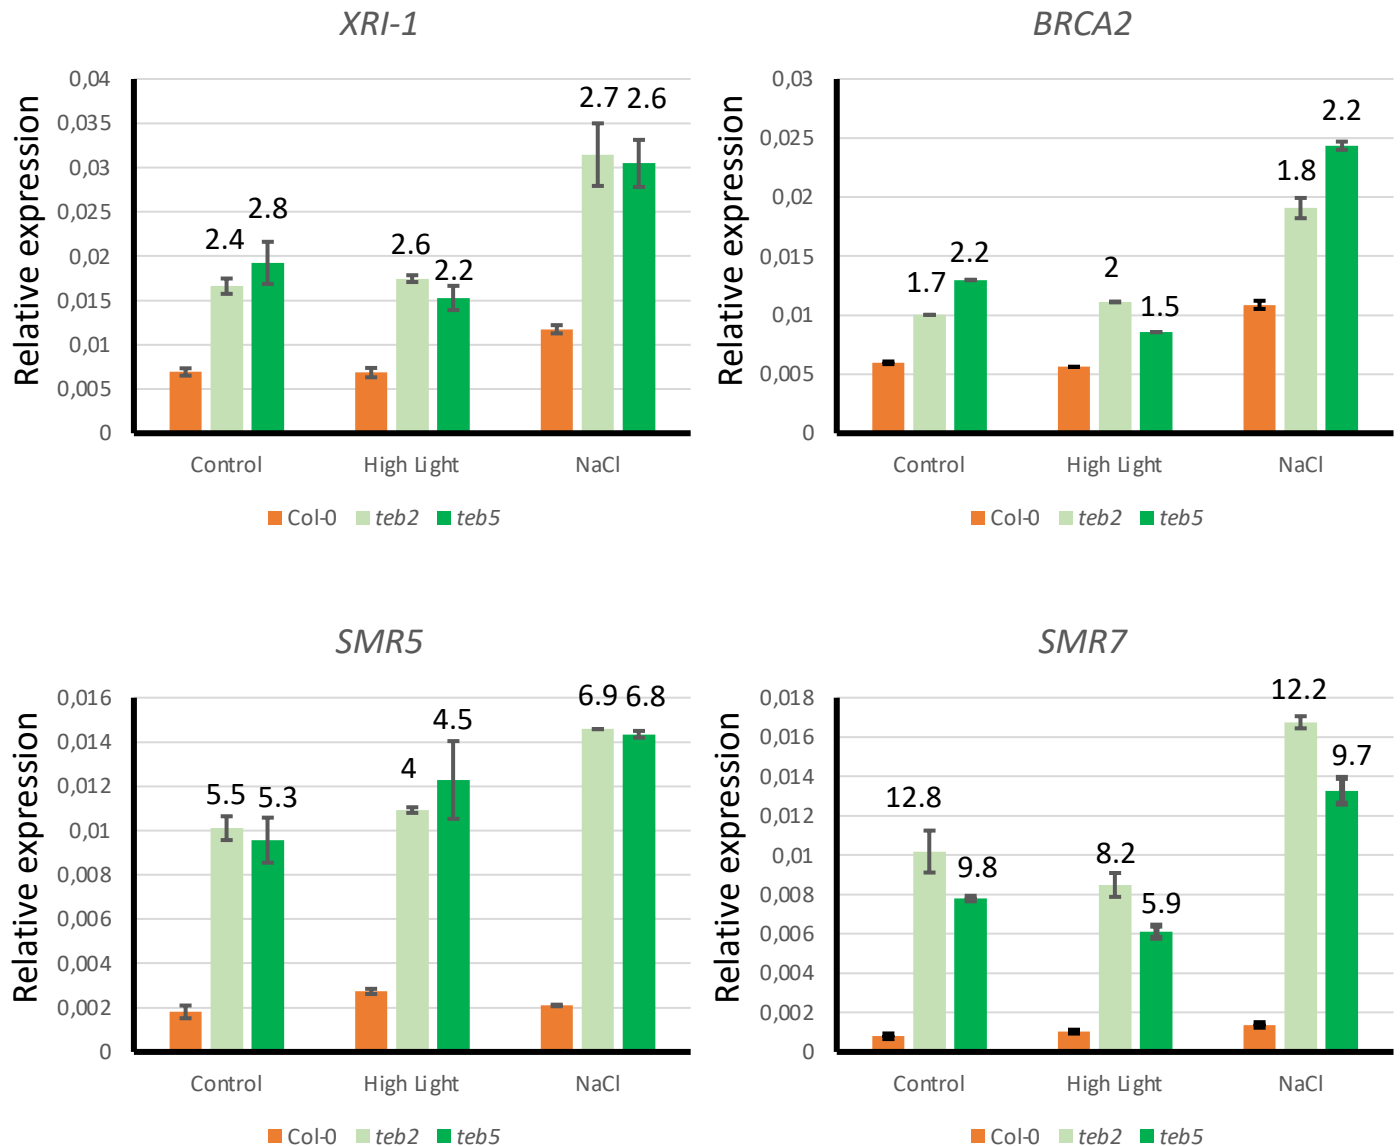 XRI-1
Relative expression
0,04
0,035
0,03
0,025
0,02
0,015
0,01
0,005
0
2.4
2.8
2.6
2.2
2.7
2.6
Control
High Light
NaCl
Col-0 teb2 teb5
BRCA2
Relative expression
0,03
0,025
0,02
0,015
0,01
0,005
0
1.7
2.2
2
1.5
1.8
2.2
Control
High Light
NaCl
Col-0 teb2 teb5
SMR5
Relative expression
0,016
0,014
0,012
0,01
0,008
0,006
0,004
0,002
0
5.5
5.3
4
4.5
6.9
6.8
Control
High Light
NaCl
Col-0 teb2 teb5
SMR7
Relative expression
0,018
0,016
0,014
0,012
0,01
0,008
0,006
0,004
0,002
0
12.8
9.8
8.2
5.9
12.2
9.7
Control
High Light
NaCl
Col-0 teb2 teb5